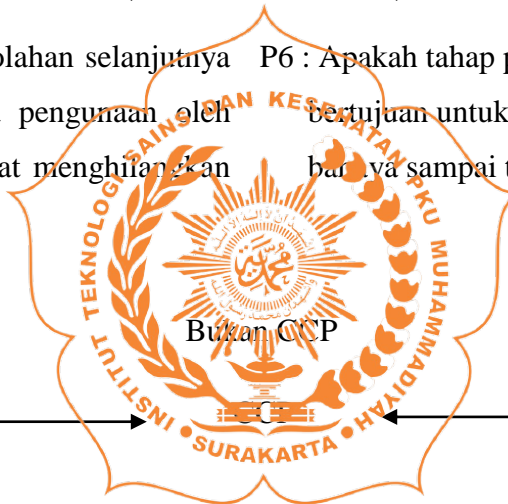 olahan selanjutnya P6 : Apakah tahap p
pengunaan oleh bertujuan untuk
at menghilangkan sampai t
INSTITUT TEKNOLOGI SAINS DAN KESEHATAN PKU MUHAMMADIYAH
SURAKARTA
Bukan CCP
CCP